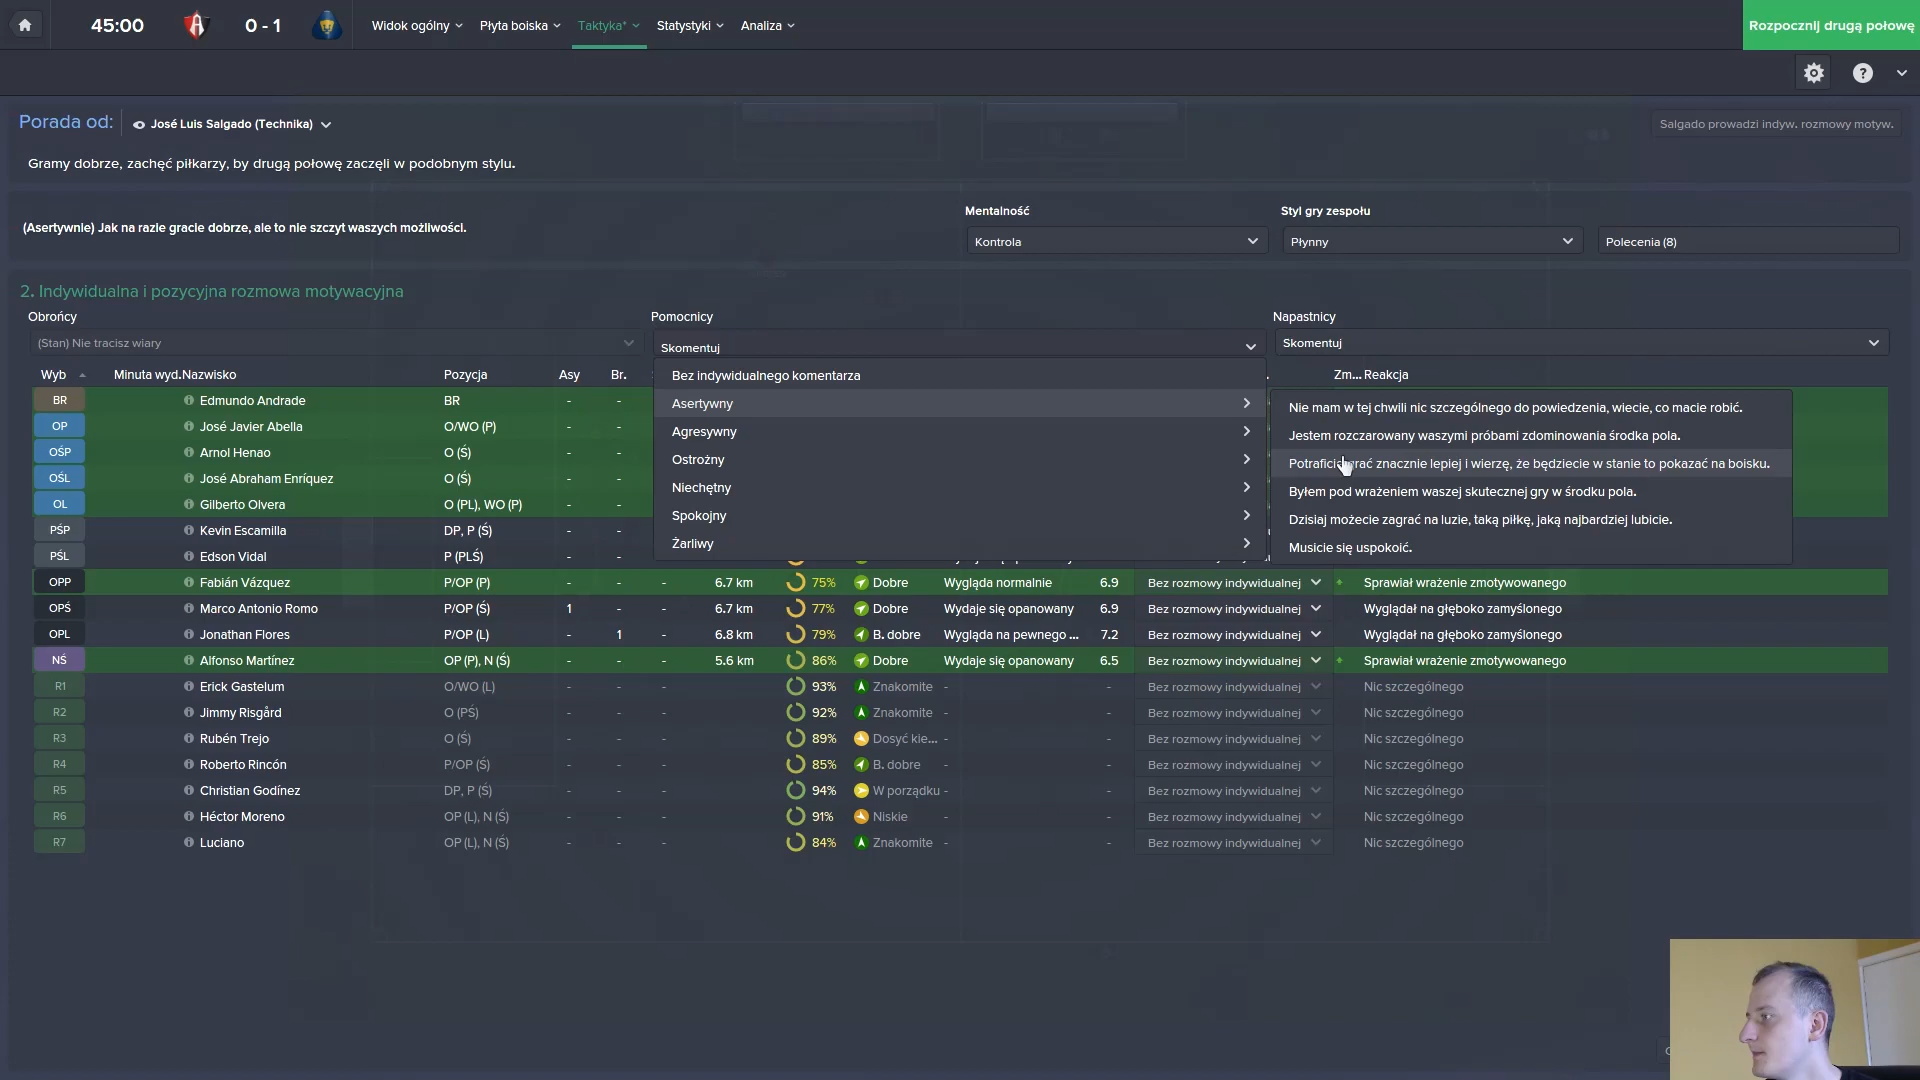 45:00 0 - 1 Widok ogólny Płyta boiska Taktyka* Statystyki Analiza Rozpocznij drugą połowę
Porada od: José Luis Salgado (Technika) Salgado prowadzi indyw. rozmowy motyw.
Gramy dobrze, zachęć piłkarzy, by drugą połowę zaczęli w podobnym stylu.
Mentalność Styl gry zespołu
(Asertywnie) Jak na razie gracie dobrze, ale to nie szczyt waszych możliwości.
Kontrola Płynny Polecenia (8)
2. Indywidualna i pozycyjna rozmowa motywacyjna
Obrońcy Pomocnicy Napastnicy
(Stan) Nie tracisz wiary Skomentuj Skomentuj
Wyb Minuta wyd. Nazwisko Pozycja Asy Br. Zm... Reakcja
Bez indywidualnego komentarza
Asertywny
Agresywny
Ostrożny
Niechętny
Spokojny
Żarliwy
Nie mam w tej chwili nic szczególnego do powiedzenia, wiecie, co macie robić.
Jestem rozczarowany waszymi próbami zdominowania środka pola.
znacznie lepiej i wierzę, że będziecie w stanie to pokazać na boisku.
Byłem pod wrażeniem waszej skutecznej gry w środku pola.
Dzisiaj możecie zagrać na luzie, taką piłkę, jaką najbardziej lubicie.
Musicie się uspokoić.
BR Edmundo Andrade BR - -
OP José Javier Abella O/WO (P) - -
OŚP Arnol Henao O (Ś) - -
OŚL José Abraham Enríquez O (Ś) - -
OL Gilberto Olvera O (PL), WO (P) - -
PŚP Kevin Escamilla DP, P (Ś) - -
PŚL Edson Vidal P (PLŚ) - -
OPP Fabián Vázquez P/OP (P) - - - 6.7 km 75% Dobre Wygląda normalnie 6.9 Bez rozmowy indywidualnej Sprawiał wrażenie zmotywowanego
OPŚ Marco Antonio Romo P/OP (Ś) 1 - - 6.7 km 77% Dobre Wydaje się opanowany 6.9 Bez rozmowy indywidualnej Wyglądał na głęboko zamyślonego
OPL Jonathan Flores P/OP (L) - 1 - 6.8 km 79% B. dobre Wygląda na pewnego ... 7.2 Bez rozmowy indywidualnej Wyglądał na głęboko zamyślonego
NŚ Alfonso Martínez OP (P), N (Ś) - - - 5.6 km 86% Dobre Wydaje się opanowany 6.5 Bez rozmowy indywidualnej Sprawiał wrażenie zmotywowanego
R1 Erick Gastelum O/WO (L) - - - 93% Znakomite - - Bez rozmowy indywidualnej Nic szczególnego
R2 Jimmy Risgård O (PŚ) - - - 92% Znakomite - - Bez rozmowy indywidualnej Nic szczególnego
R3 Rubén Trejo O (Ś) - - - 89% Dosyć kie... - - Bez rozmowy indywidualnej Nic szczególnego
R4 Roberto Rincón P/OP (Ś) - - - 85% B. dobre - - Bez rozmowy indywidualnej Nic szczególnego
R5 Christian Godínez DP, P (Ś) - - - 94% W porządku - - Bez rozmowy indywidualnej Nic szczególnego
R6 Héctor Moreno OP (L), N (Ś) - - - 91% Niskie - - Bez rozmowy indywidualnej Nic szczególnego
R7 Luciano OP (L), N (Ś) - - - 84% Znakomite - - Bez rozmowy indywidualnej Nic szczególnego